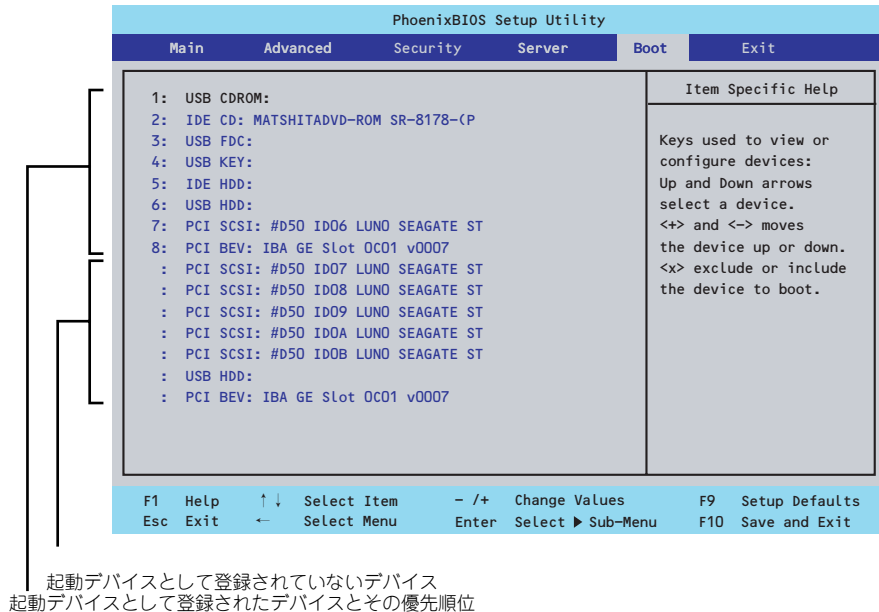 PhoenixBIOS Setup Utility
Main Advanced Security Server Boot Exit
1: USB CDROM:
2: IDE CD: MATSHITADVD-ROM SR-8178-(P
3: USB FDC:
4: USB KEY:
5: IDE HDD:
6: USB HDD:
7: PCI SCSI: #D50 ID06 LUN0 SEAGATE ST
8: PCI BEV: IBA GE Slot 0C01 v0007
: PCI SCSI: #D50 ID07 LUN0 SEAGATE ST
: PCI SCSI: #D50 ID08 LUN0 SEAGATE ST
: PCI SCSI: #D50 ID09 LUN0 SEAGATE ST
: PCI SCSI: #D50 ID0A LUN0 SEAGATE ST
: PCI SCSI: #D50 ID0B LUN0 SEAGATE ST
: USB HDD:
: PCI BEV: IBA GE Slot 0C01 v0007
Item Specific Help
Keys used to view or
configure devices:
Up and Down arrows
select a device.
<+> and <-> moves
the device up or down.
<x> exclude or include
the device to boot.
F1 Help ↑↓ Select Item - /+ Change Values F9 Setup Defaults
Esc Exit ← Select Menu Enter Select ▶ Sub-Menu F10 Save and Exit
起動デバイスとして登録されていないデバイス
起動デバイスとして登録されたデバイスとその優先順位